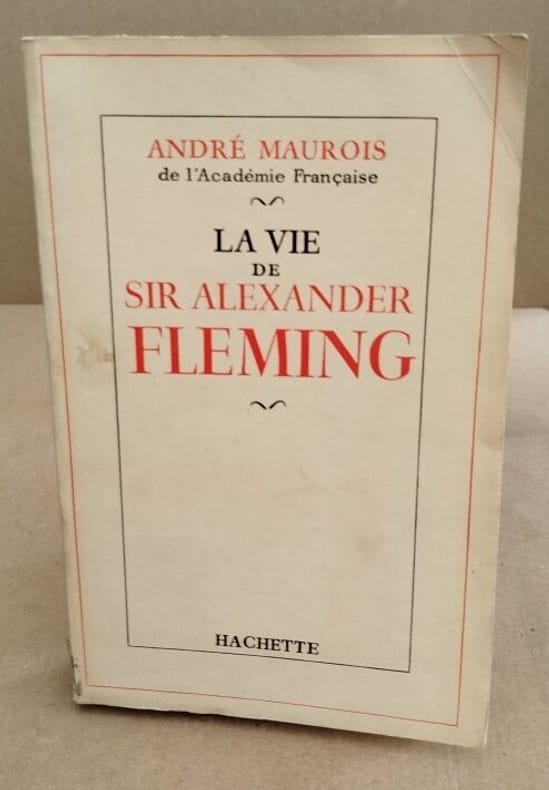 ANDRÉ MAUROIS
de l'Académie Française
LA VIE
DE
SIR ALEXANDER
FLEMING
HACHETTE